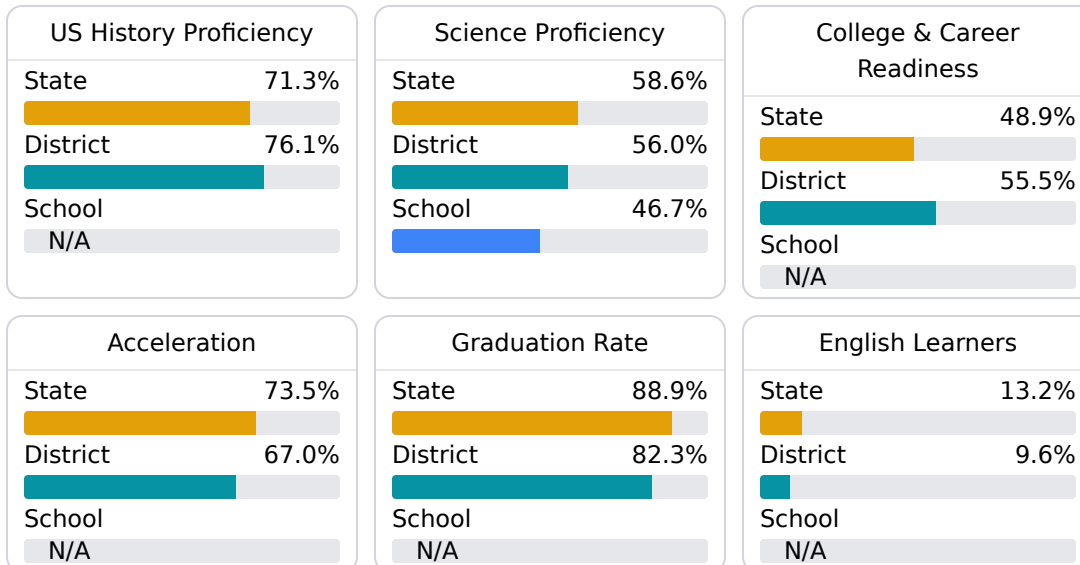 US History Proficiency
State 71.3%
District 76.1%
School
N/A
Science Proficiency
State 58.6%
District 56.0%
School 46.7%
College & Career
Readiness
State 48.9%
District 55.5%
School
N/A
Acceleration
State 73.5%
District 67.0%
School
N/A
Graduation Rate
State 88.9%
District 82.3%
School
N/A
English Learners
State 13.2%
District 9.6%
School
N/A